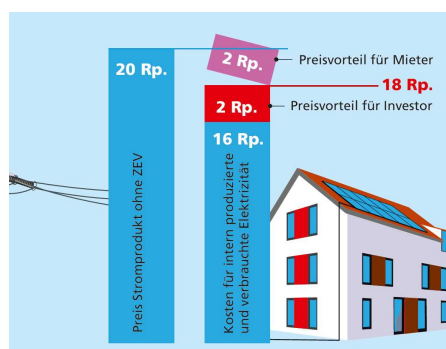 20 Rp.
Preis Stromprodukt ohne ZEV
2 Rp.
Preisvorteil für Mieter
18 Rp.
2 Rp.
Preisvorteil für Investor
16 Rp.
Kosten für intern produzierte
und verbrauchte Elektrizität